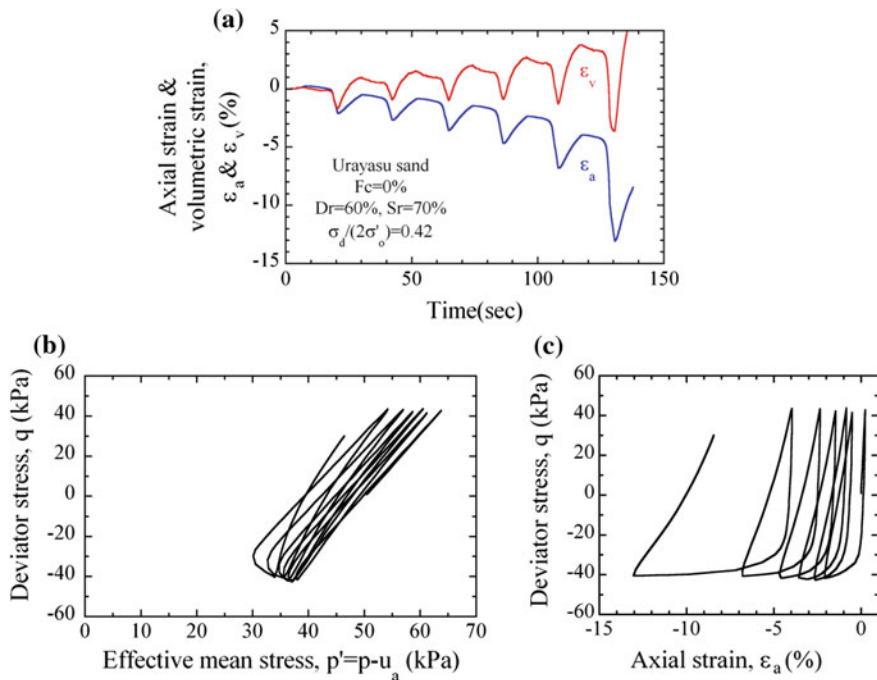 (a)
Axial strain &
volumetric strain,
εa & εv (%)
5
0
-5
-10
-15
0 50 100 150
Time(sec)
εv
εa
Urayasu sand
Fc=0%
Dr=60%, Sr=70%
σd/(2σ'o)=0.42
(b)
Deviator stress, q (kPa)
60
40
20
0
-20
-40
-60
0 10 20 30 40 50 60 70
Effective mean stress, p'=p-ua (kPa)
(c)
Deviator stress, q (kPa)
60
40
20
0
-20
-40
-60
-15 -10 -5 0
Axial strain, εa (%)